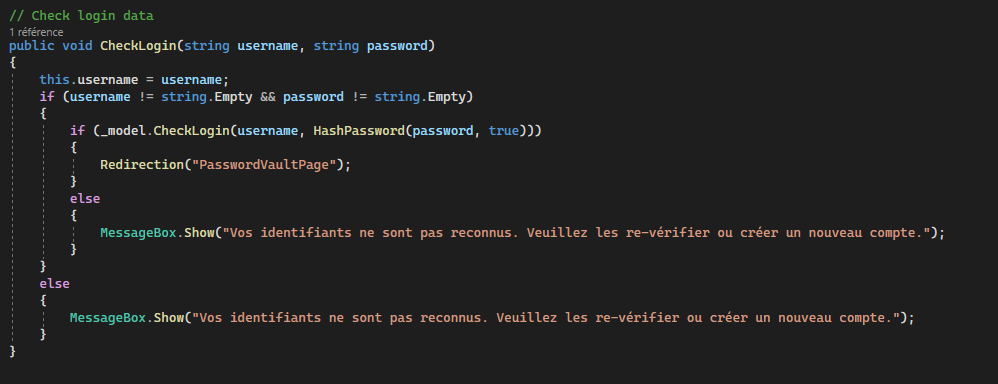 // Check login data
1 référence
public void CheckLogin(string username, string password)
{
this.username = username;
if (username != string.Empty && password != string.Empty)
{
if (_model.CheckLogin(username, HashPassword(password, true)))
{
Redirection("PasswordVaultPage");
}
else
{
MessageBox.Show("Vos identifiants ne sont pas reconnus. Veuillez les re-vérifier ou créer un nouveau compte.");
}
}
else
{
MessageBox.Show("Vos identifiants ne sont pas reconnus. Veuillez les re-vérifier ou créer un nouveau compte.");
}
}